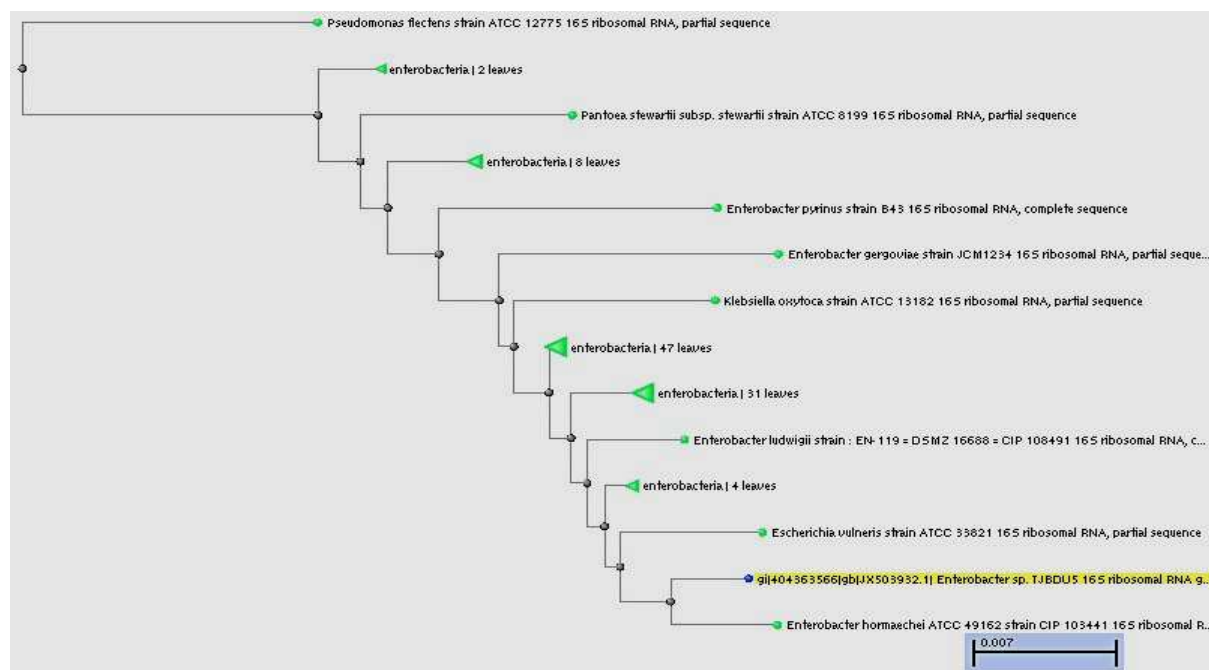 Pseudomonas flectens strain ATCC 12775 16S ribosomal RNA, partial sequence
enterobacteria | 2 leaves
Pantoea stewartii subsp. stewartii strain ATCC 8199 16S ribosomal RNA, partial sequence
enterobacteria | 8 leaves
Enterobacter pyrinus strain B43 16S ribosomal RNA, complete sequence
Enterobacter gergoviae strain JCM1234 16S ribosomal RNA, partial seque...
Klebsiella oxytoca strain ATCC 13182 16S ribosomal RNA, partial sequence
enterobacteria | 47 leaves
enterobacteria | 31 leaves
Enterobacter ludwigii strain : EN-119 = DSMZ 16688 = CIP 108491 16S ribosomal RNA, c...
enterobacteria | 4 leaves
Escherichia vulneris strain ATCC 33821 16S ribosomal RNA, partial sequence
gi|404363566|gb|JX503932.1| Enterobacter sp. TJBDU5 16S ribosomal RNA g...
Enterobacter hormaechei ATCC 49162 strain CIP 103441 16S ribosomal R...
0.007